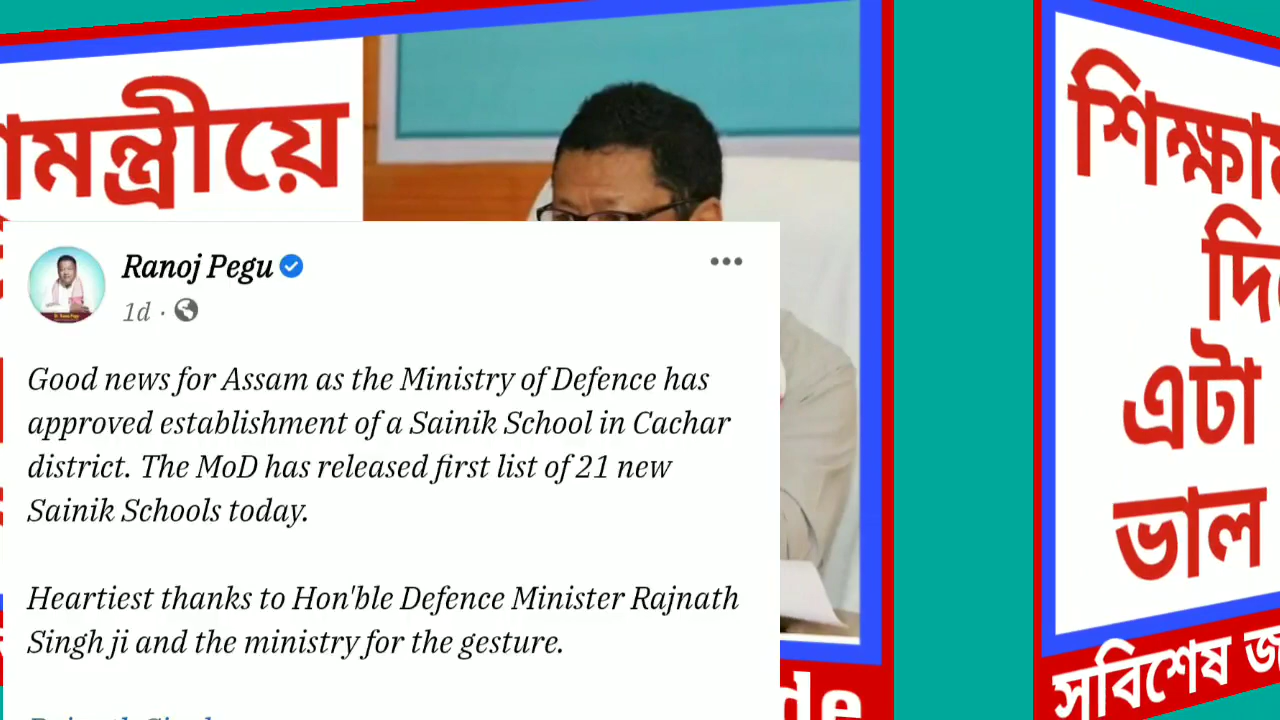 মন্ত্ৰীয়ে
Ranoj Pegu
1d
Good news for Assam as the Ministry of Defence has
approved establishment of a Sainik School in Cachar
district. The MoD has released first list of 21 new
Sainik Schools today.
Heartiest thanks to Hon'ble Defence Minister Rajnath
Singh ji and the ministry for the gesture.
de
এটা
ভাল
সবিশেষ